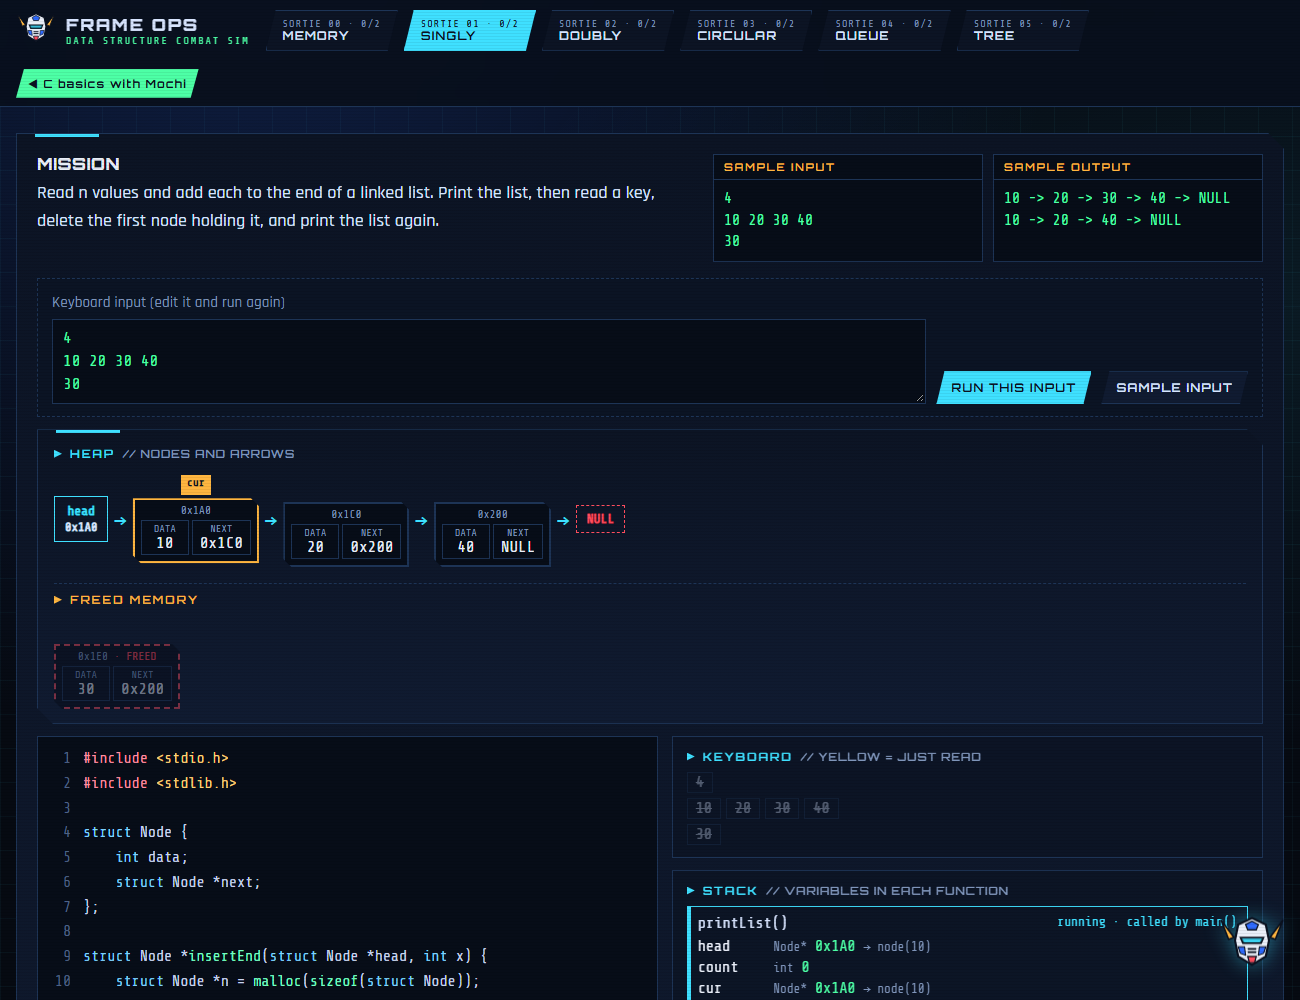 FRAME OPS
DATA STRUCTURE COMBAT SIM
SORTIE 00 · 0/2
MEMORY
SORTIE 01 · 0/2
SINGLY
SORTIE 02 · 0/2
DOUBLY
SORTIE 03 · 0/2
CIRCULAR
SORTIE 04 · 0/2
QUEUE
SORTIE 05 · 0/2
TREE
◀ C basics with Mochi
MISSION
Read n values and add each to the end of a linked list. Print the list, then read a key,
delete the first node holding it, and print the list again.
SAMPLE INPUT
4
10 20 30 40
30
SAMPLE OUTPUT
10 -> 20 -> 30 -> 40 -> NULL
10 -> 20 -> 40 -> NULL
Keyboard input (edit it and run again)
4
10 20 30 40
30
RUN THIS INPUT
SAMPLE INPUT
▶ HEAP // NODES AND ARROWS
cur
head
0x1A0
→
0x1A0
DATA NEXT
10 0x1C0
→
0x1C0
DATA NEXT
20 0x200
→
0x200
DATA NEXT
40 NULL
→
NULL
▶ FREED MEMORY
0x1E0 · FREED
DATA NEXT
30 0x200
1 #include <stdio.h>
2 #include <stdlib.h>
3
4 struct Node {
5 int data;
6 struct Node *next;
7 };
8
9 struct Node *insertEnd(struct Node *head, int x) {
10 struct Node *n = malloc(sizeof(struct Node));
▶ KEYBOARD // YELLOW = JUST READ
4
10 20 30 40
30
▶ STACK // VARIABLES IN EACH FUNCTION
printList() running · called by main()
head Node* 0x1A0 → node(10)
count int 0
cur Node* 0x1A0 → node(10)